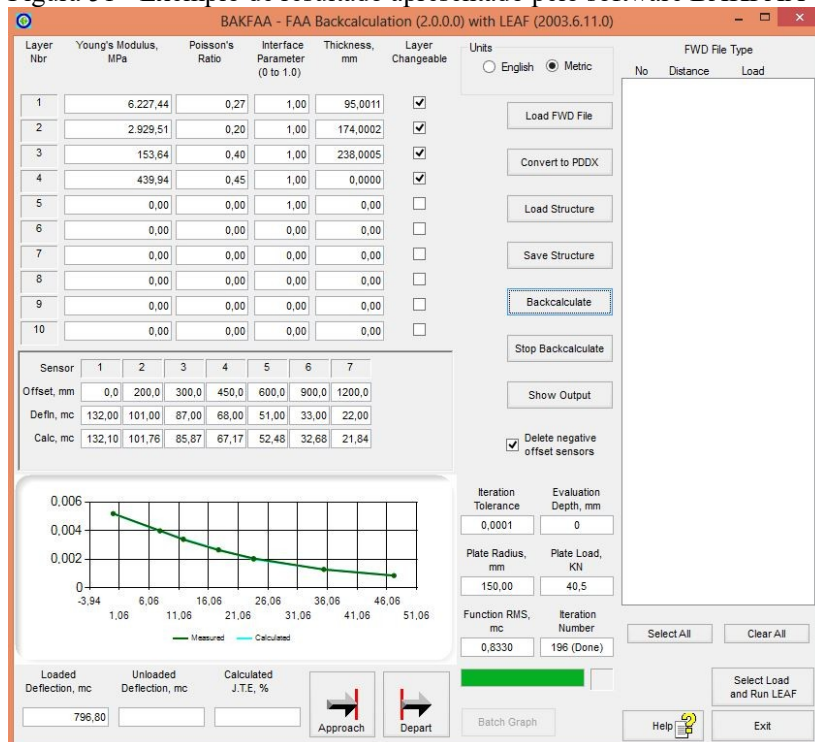 BAKFAA - FAA Backcalculation (2.0.0.0) with LEAF (2003.6.11.0)
Layer Nbr Young's Modulus, MPa Poisson's Ratio Interface Parameter (0 to 1.0) Thickness, mm Layer Changeable
1 6.227,44 0,27 1,00 95,0011
2 2.929,51 0,20 1,00 174,0002
3 153,64 0,40 1,00 238,0005
4 439,94 0,45 1,00 0,0000
5 0,00 0,00 1,00 0,00
6 0,00 0,00 0,00 0,00
7 0,00 0,00 0,00 0,00
8 0,00 0,00 0,00 0,00
9 0,00 0,00 0,00 0,00
10 0,00 0,00 0,00 0,00
Sensor 1 2 3 4 5 6 7
Offset, mm 0,0 200,0 300,0 450,0 600,0 900,0 1200,0
Defln, mc 132,00 101,00 87,00 68,00 51,00 33,00 22,00
Calc, mc 132,10 101,76 85,87 67,17 52,48 32,68 21,84
0,006
0,004
0,002
0
-3,94 6,06 16,06 26,06 36,06 46,06
1,06 11,06 21,06 31,06 41,06 51,06
Measured Calculated
Loaded Deflection, mc Unloaded Deflection, mc Calculated J.T.E, %
796,80
Approach
Depart
Units
English Metric
Load FWD File
Convert to PDDX
Load Structure
Save Structure
Backcalculate
Stop Backcalculate
Show Output
Delete negative offset sensors
Iteration Tolerance Evaluation Depth, mm
0,0001 0
Plate Radius, mm Plate Load, KN
150,00 40,5
Function RMS, mc Iteration Number
0,8330 196 (Done)
Batch Graph
FWD File Type
No Distance Load
Select All Clear All
Select Load and Run LEAF
Help Exit